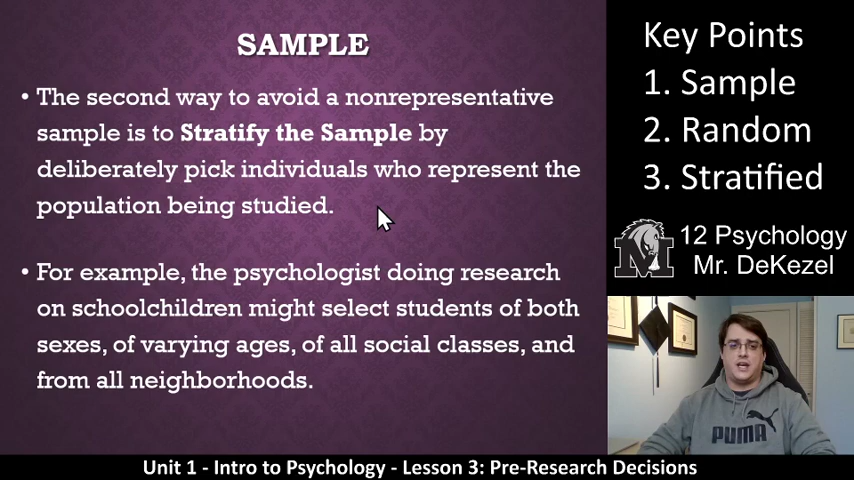 SAMPLE
• The second way to avoid a nonrepresentative
sample is to Stratify the Sample by
deliberately pick individuals who represent the
population being studied.
• For example, the psychologist doing research
on schoolchildren might select students of both
sexes, of varying ages, of all social classes, and
from all neighborhoods.
Key Points
1. Sample
2. Random
3. Stratified
M
12 Psychology
Mr. DeKezel
PUMA
Unit 1 - Intro to Psychology - Lesson 3: Pre-Research Decisions